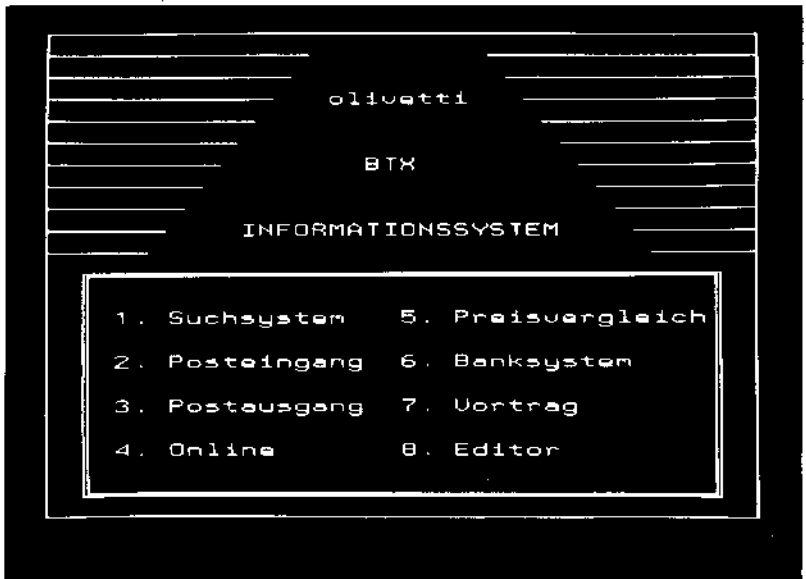 olivetti
BTX
INFORMATIONSSYSTEM
1. Suchsystem 5. Preisvergleich
2. Posteingang 6. Banksystem
3. Postausgang 7. Vortrag
4. Online 8. Editor